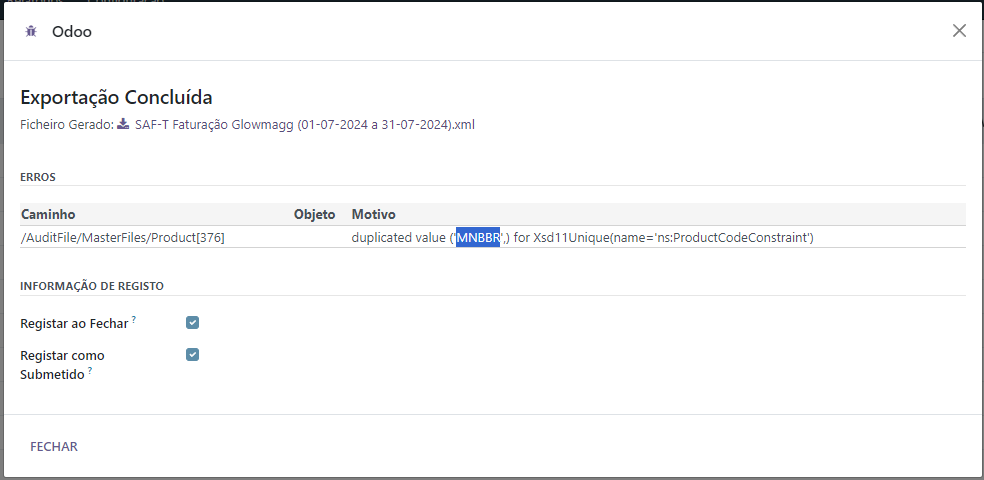 Odoo
Exportação Concluída
Ficheiro Gerado: SAF-T Faturação Glowmagg (01-07-2024 a 31-07-2024).xml
ERROS
Caminho Objeto Motivo
/AuditFile/MasterFiles/Product[376] duplicated value ('MNBBR',) for Xsd11Unique(name='ns:ProductCodeConstraint')
INFORMAÇÃO DE REGISTO
Registar ao Fechar ?
Registar como
Submetido ?
FECHAR